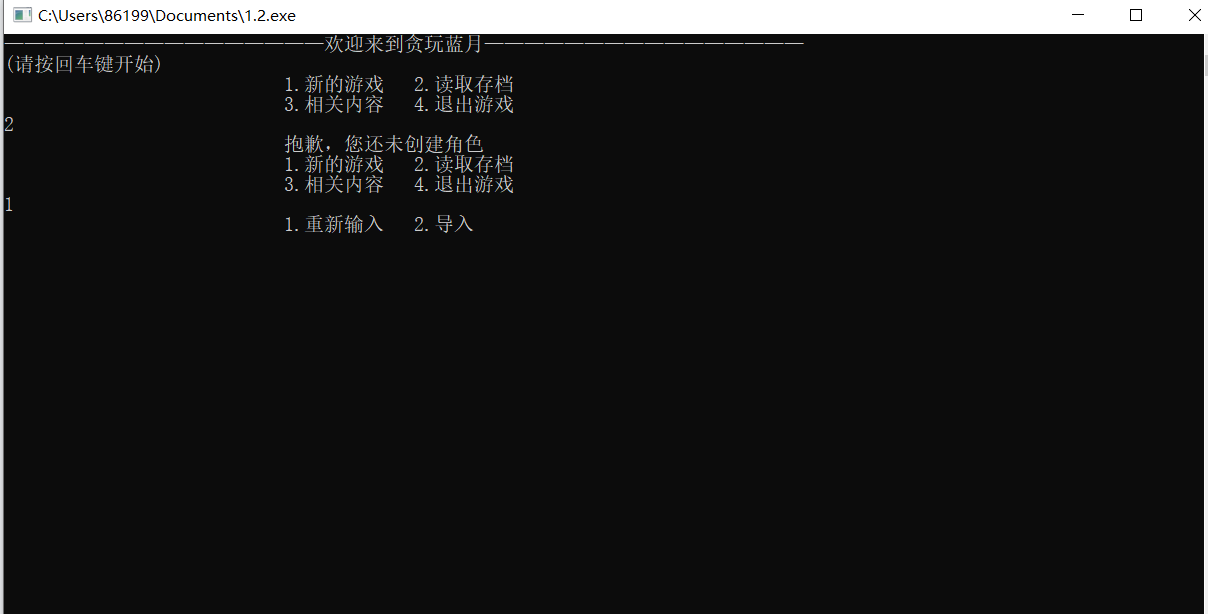 C:\Users\86199\Documents\1.2.exe
————————————————欢迎来到贪玩蓝月————————————————
(请按回车键开始)
1.新的游戏 2.读取存档
3.相关内容 4.退出游戏
2
抱歉，您还未创建角色
1.新的游戏 2.读取存档
3.相关内容 4.退出游戏
1
1.重新输入 2.导入